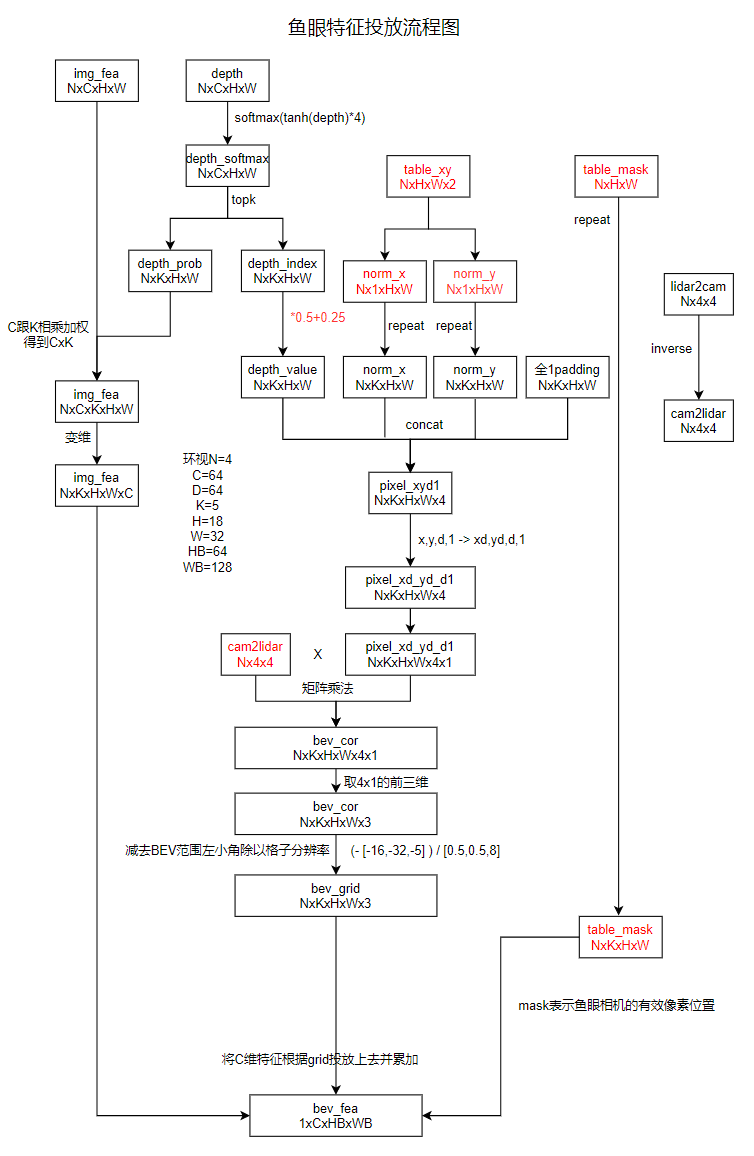 鱼眼特征投放流程图
img_fea
NxCxHxW
depth
NxCxHxW
softmax(tanh(depth)*4)
depth_softmax
NxCxHxW
topk
table_xy
NxHxWx2
table_mask
NxHxW
repeat
depth_prob
NxKxHxW
depth_index
NxKxHxW
norm_x
Nx1xHxW
norm_y
Nx1xHxW
lidar2cam
Nx4x4
*0.5+0.25
C跟K相乘加权
得到CxK
repeat
repeat
inverse
depth_value
NxKxHxW
norm_x
NxKxHxW
norm_y
NxKxHxW
全1padding
NxKxHxW
img_fea
NxCxKxHxW
cam2lidar
Nx4x4
变维
concat
img_fea
NxKxHxWxC
环视N=4
C=64
D=64
K=5
H=18
W=32
HB=64
WB=128
pixel_xyd1
NxKxHxWx4
x,y,d,1 -> xd,yd,d,1
pixel_xd_yd_d1
NxKxHxWx4
cam2lidar
Nx4x4
X
pixel_xd_yd_d1
NxKxHxWx4x1
矩阵乘法
bev_cor
NxKxHxWx4x1
取4x1的前三维
bev_cor
NxKxHxWx3
减去BEV范围左小角除以格子分辨率 (- [-16,-32,-5] ) / [0.5,0.5,8]
bev_grid
NxKxHxWx3
table_mask
NxKxHxW
mask表示鱼眼相机的有效像素位置
将C维特征根据grid投放上去并累加
bev_fea
1xCxHBxWB